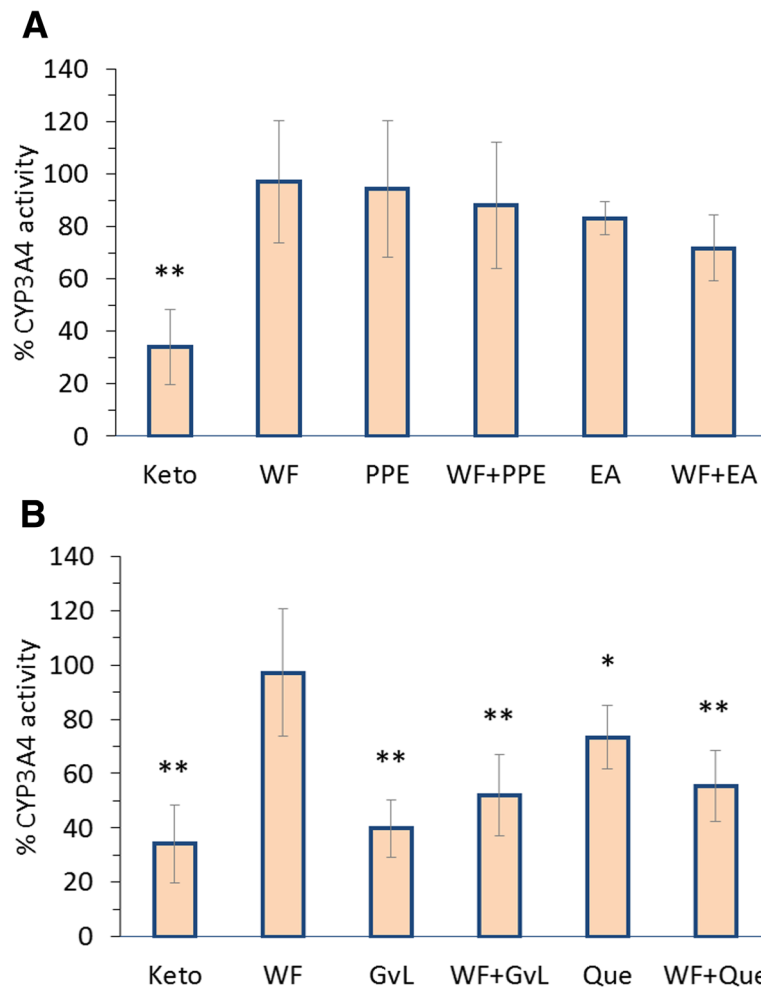 A
% CYP3A4 activity
140
120
100
80
60
40
20
0
**
Keto WF PPE WF+PPE EA WF+EA
B
% CYP3A4 activity
140
120
100
80
60
40
20
0
** ** ** * **
Keto WF GvL WF+GvL Que WF+Que